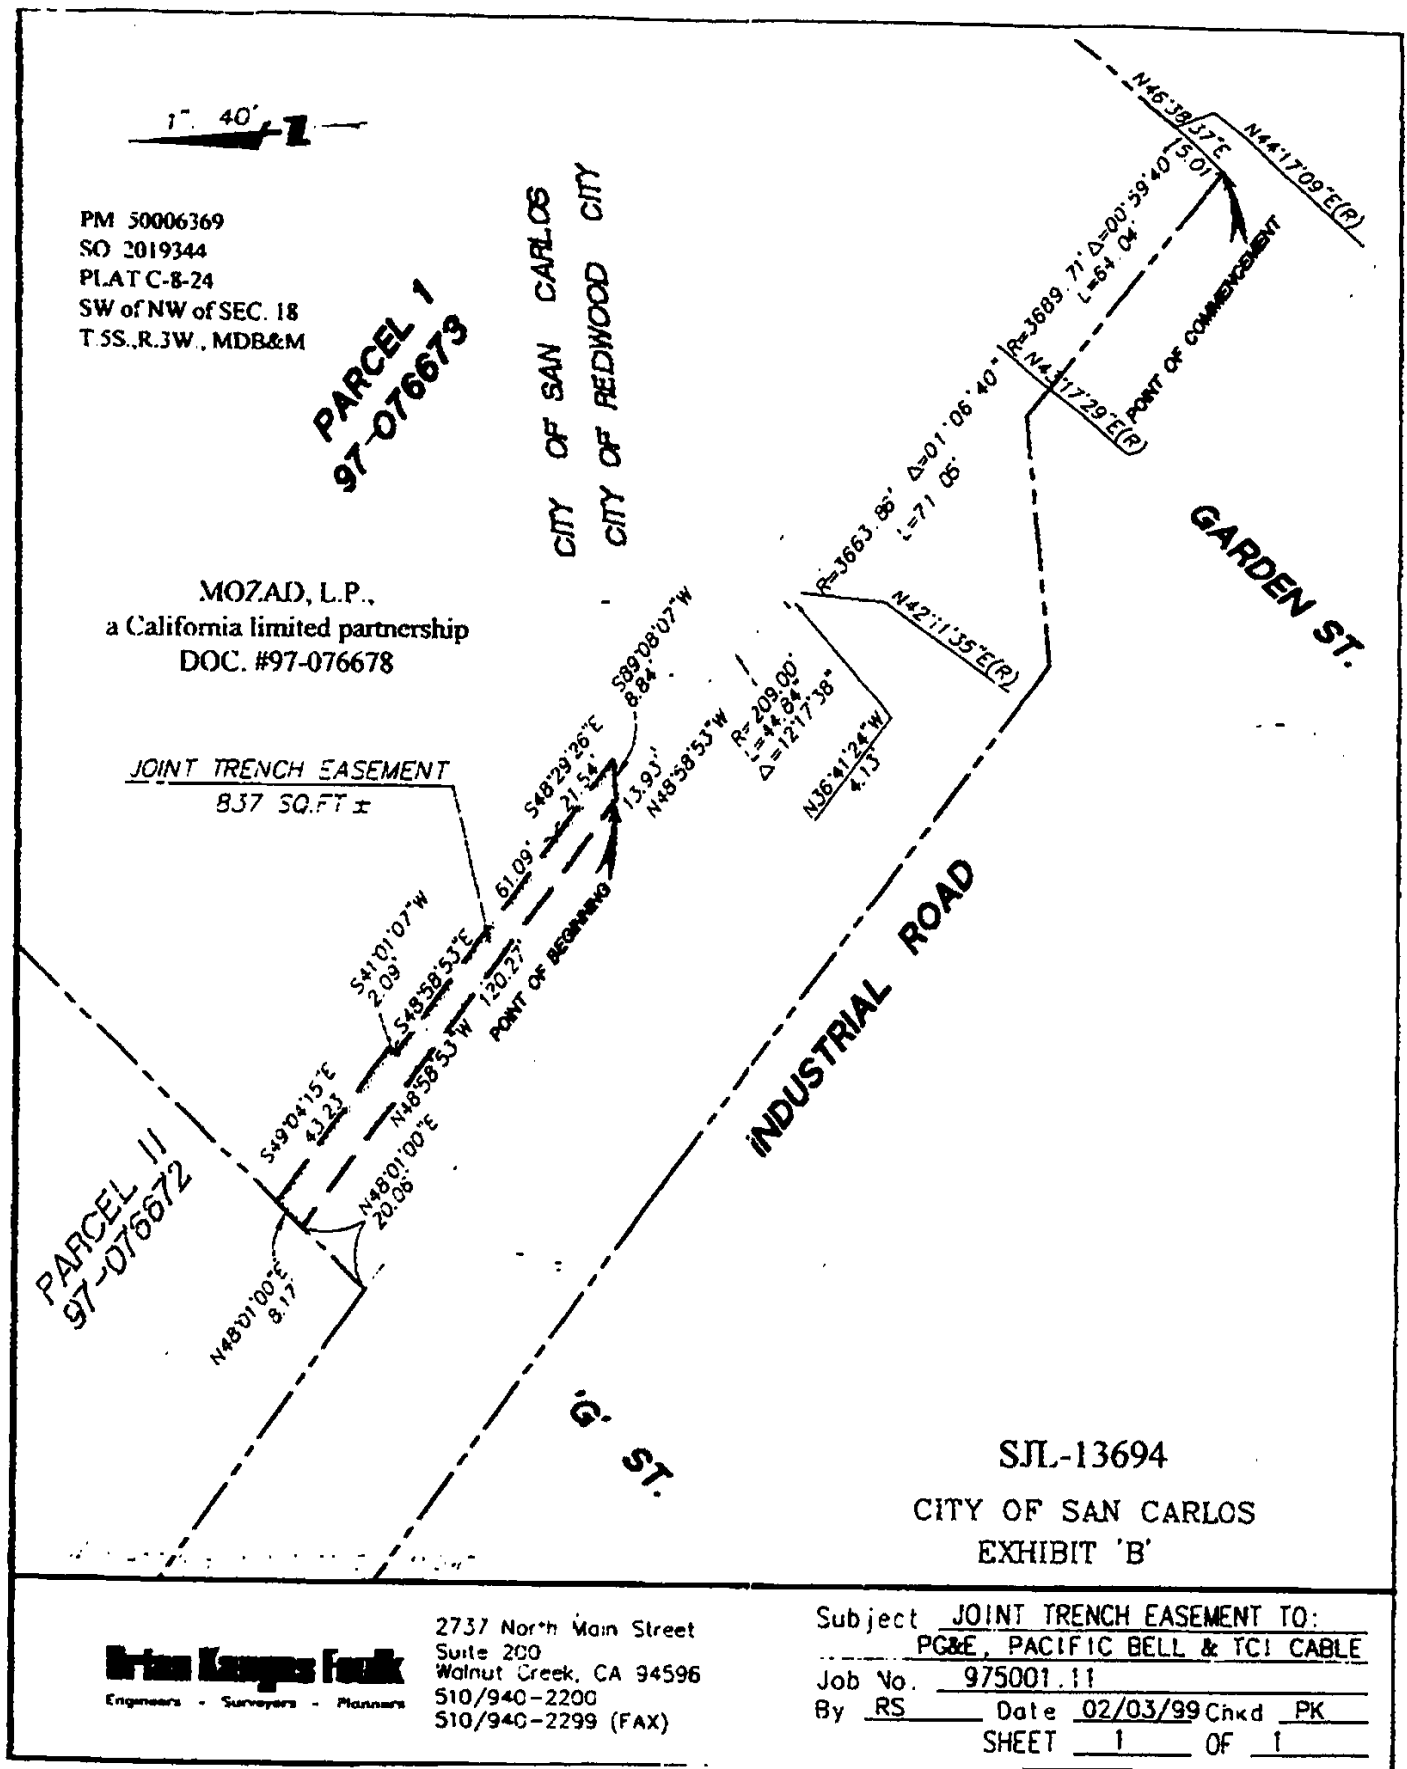 1" 40'
PM 50006369
SO 2019344
PLAT C-8-24
SW of NW of SEC. 18
T.5S.,R.3W., MDB&M
PARCEL 1
97-076673
CITY OF SAN CARLOS
CITY OF REDWOOD CITY
N46°38'37"E
15.01'
N44°17'09"E(R)
R=3689.71' Δ=00°59'40"
L=64.04'
POINT OF COMMENCEMENT
N43°17'29"E(R)
R=3663.86' Δ=01°06'40"
L=71.05'
GARDEN ST.
MOZAD, L.P.,
a California limited partnership
DOC. #97-076678
N42°11'35"E(R)
S89°08'07"W
8.84'
R=209.00'
L=44.84'
Δ=12°17'38"
N36°41'24"W
4.13'
JOINT TRENCH EASEMENT
837 SQ.FT ±
S48°29'26"E
21.54'
13.93'
N48°58'53"W
61.09'
S41°01'07"W
2.09'
S48°58'53"E
120.27'
N48°58'53"W
POINT OF BEGINNING
INDUSTRIAL ROAD
S49°04'15"E
43.23
N48°01'00"E
20.06'
PARCEL II
97-076672
N48°01'00"E
8.17'
'G' ST.
SJL-13694
CITY OF SAN CARLOS
EXHIBIT 'B'
Brian Kangas Foulk
Engineers - Surveyors - Planners
2737 North Main Street
Suite 200
Walnut Creek, CA 94596
510/940-2200
510/940-2299 (FAX)
Subject JOINT TRENCH EASEMENT TO:
PG&E, PACIFIC BELL & TCI CABLE
Job No. 975001.11
By RS Date 02/03/99 Chkd PK
SHEET 1 OF 1